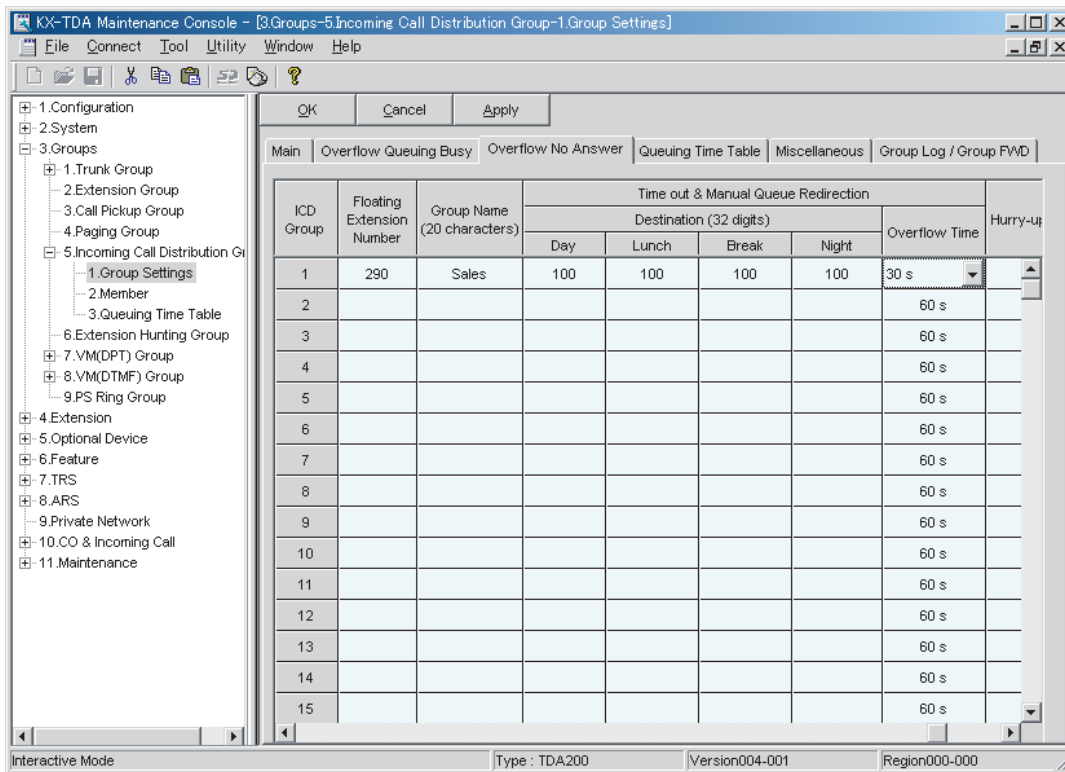 KX-TDA Maintenance Console - [3.Groups-5.Incoming Call Distribution Group-1.Group Settings]
File Connect Tool Utility Window Help
1.Configuration
2.System
3.Groups
1.Trunk Group
2.Extension Group
3.Call Pickup Group
4.Paging Group
5.Incoming Call Distribution Gr
1.Group Settings
2.Member
3.Queuing Time Table
6.Extension Hunting Group
7.VM(DPT) Group
8.VM(DTMF) Group
9.PS Ring Group
4.Extension
5.Optional Device
6.Feature
7.TRS
8.ARS
9.Private Network
10.CO & Incoming Call
11.Maintenance
OK Cancel Apply
Main Overflow Queuing Busy Overflow No Answer Queuing Time Table Miscellaneous Group Log / Group FWD
ICD Group
Floating Extension Number
Group Name (20 characters)
Time out & Manual Queue Redirection
Destination (32 digits)
Day Lunch Break Night
Overflow Time
Hurry-up
1 290 Sales 100 100 100 100 30 s
2 60 s
3 60 s
4 60 s
5 60 s
6 60 s
7 60 s
8 60 s
9 60 s
10 60 s
11 60 s
12 60 s
13 60 s
14 60 s
15 60 s
Interactive Mode Type : TDA200 Version004-001 Region000-000